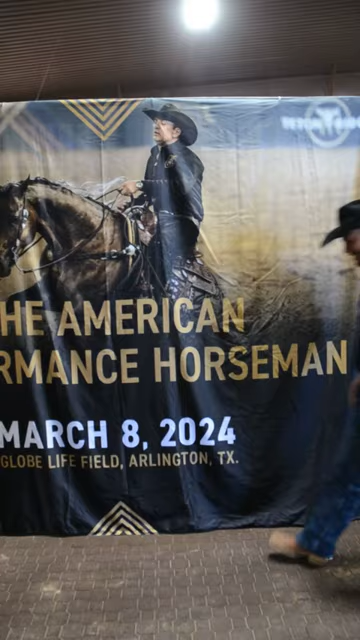 HE AMERICAN
RMANCE HORSEMAN
MARCH 8, 2024
GLOBE LIFE FIELD, ARLINGTON, TX.